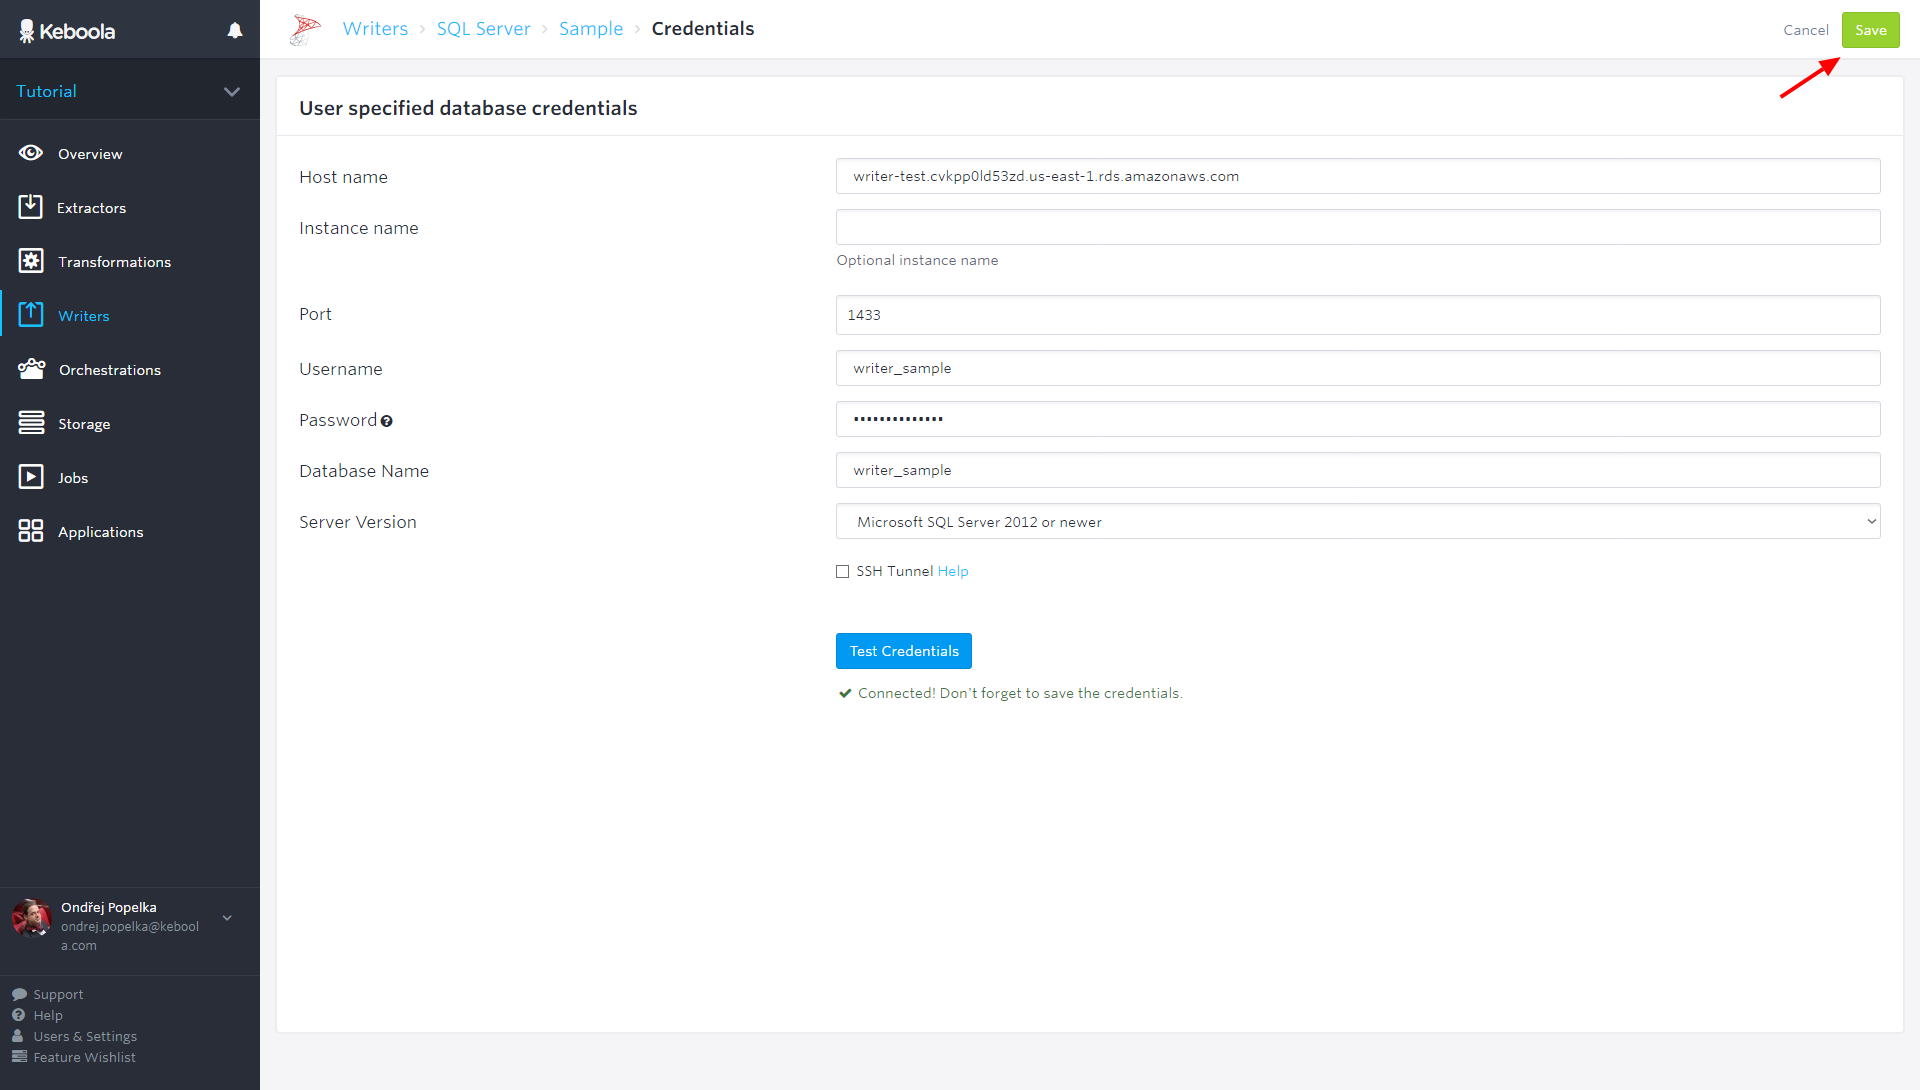 Keboola
Tutorial
Overview
Extractors
Transformations
Writers
Orchestrations
Storage
Jobs
Applications
Ondřej Popelka
ondrej.popelka@kebool
a.com
Support
Help
Users & Settings
Feature Wishlist
Writers › SQL Server › Sample › Credentials
Cancel
Save
User specified database credentials
Host name
writer-test.cvkpp0ld53zd.us-east-1.rds.amazonaws.com
Instance name
Optional instance name
Port
1433
Username
writer_sample
Password
••••••••••••••
Database Name
writer_sample
Server Version
Microsoft SQL Server 2012 or newer
SSH Tunnel Help
Test Credentials
Connected! Don't forget to save the credentials.